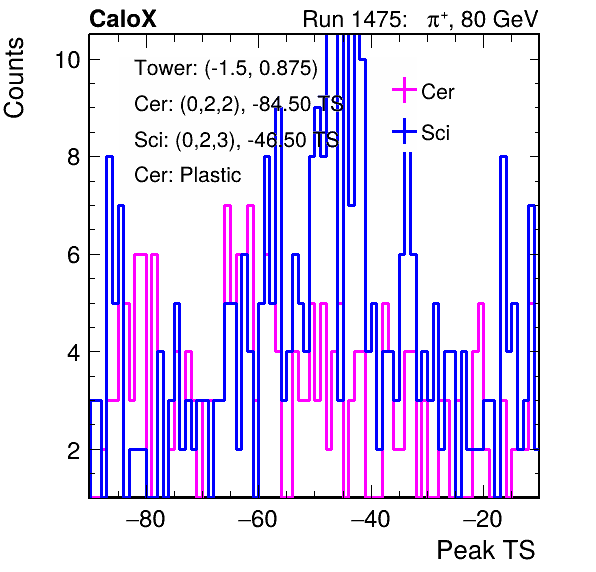 CaloX Run 1475: π⁺, 80 GeV
Counts
10
8
6
4
2
Tower: (-1.5, 0.875)
Cer: (0,2,2), -84.50 TS
Sci: (0,2,3), -46.50 TS
Cer: Plastic
Cer
Sci
−80 −60 −40 −20
Peak TS